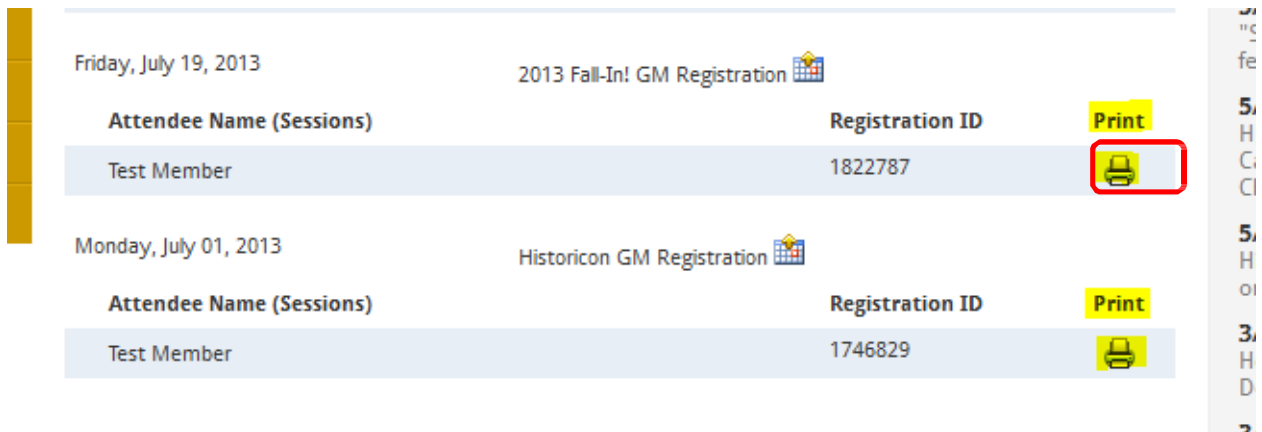 Friday, July 19, 2013 2013 Fall-In! GM Registration
Attendee Name (Sessions) Registration ID Print
Test Member 1822787
Monday, July 01, 2013 Historicon GM Registration
Attendee Name (Sessions) Registration ID Print
Test Member 1746829